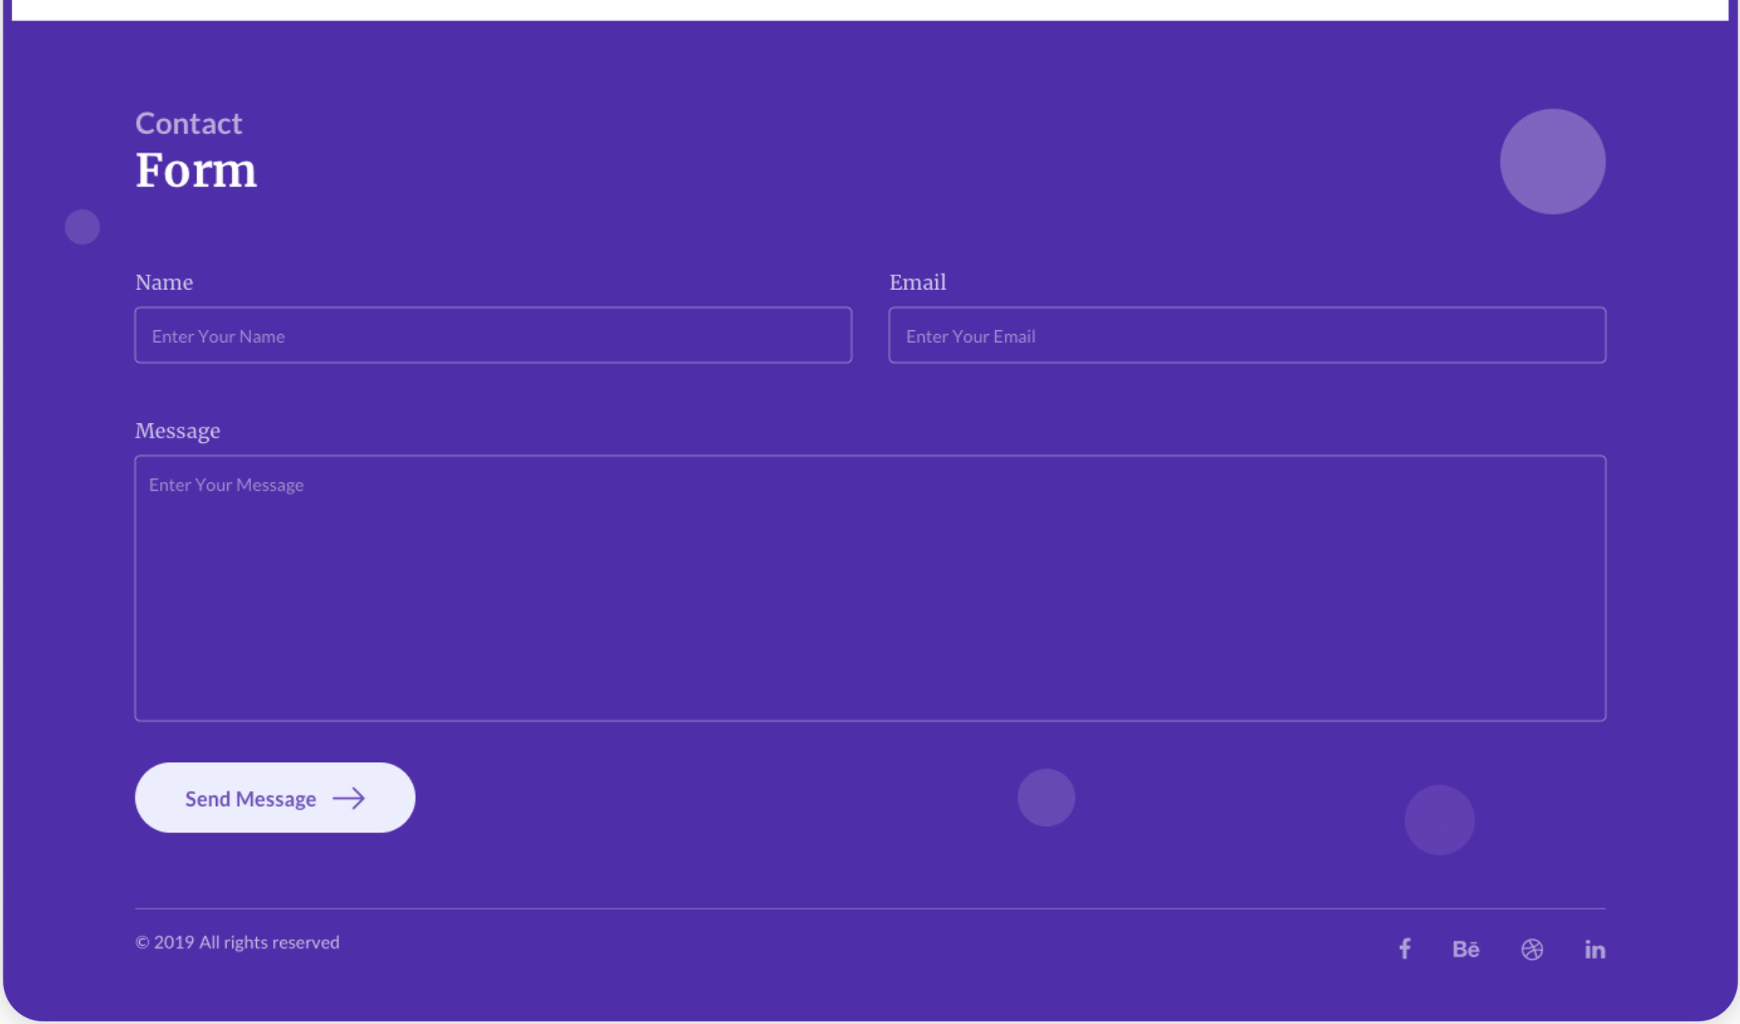 Contact
Form
Name
Email
Enter Your Name
Enter Your Email
Message
Enter Your Message
Send Message
© 2019 All rights reserved
f
Bē
in